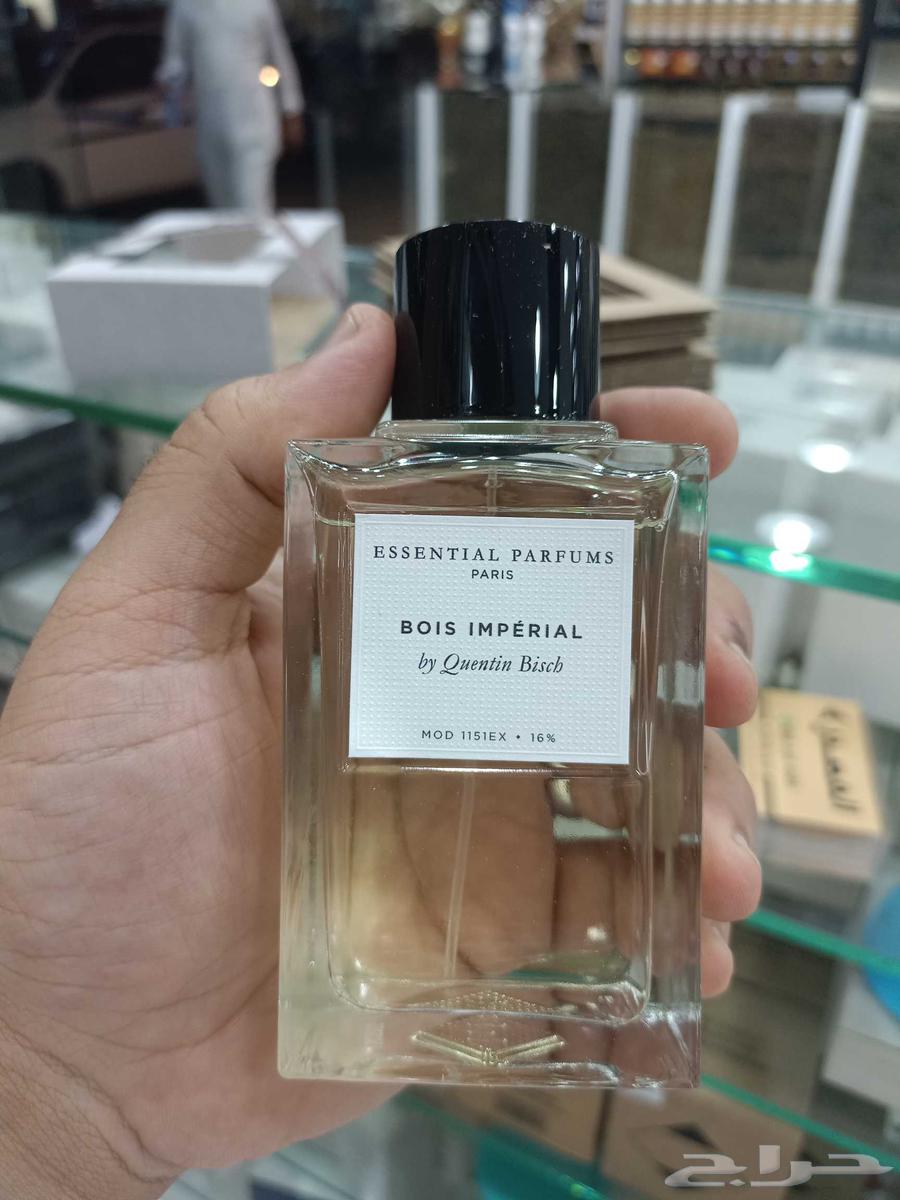 ESSENTIAL PARFUMS
PARIS
BOIS IMPÉRIAL
by Quentin Bisch
MOD 1151EX • 16%
حراج